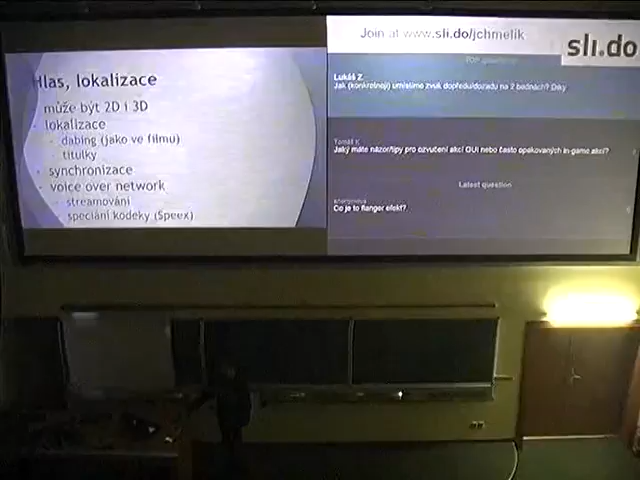 Hlas, lokalizace
může být 2D i 3D
lokalizace
dabing (jako ve filmu)
titulky
synchronizace
voice over network
streamování
speciální kodeky (Speex)
Join at www.sli.do/jchmelik
sli.do
Lukáš Z.
Jak (konkrétněji) umístímo zvuk dopředu/dozadu na 2 bednách? Díky
Tomáš K
Jaký máte názor/tipy pro ozvučení akcí GUI nebo často opakovaných in-game akcí?
Latest question
Co je to flanger efekt?